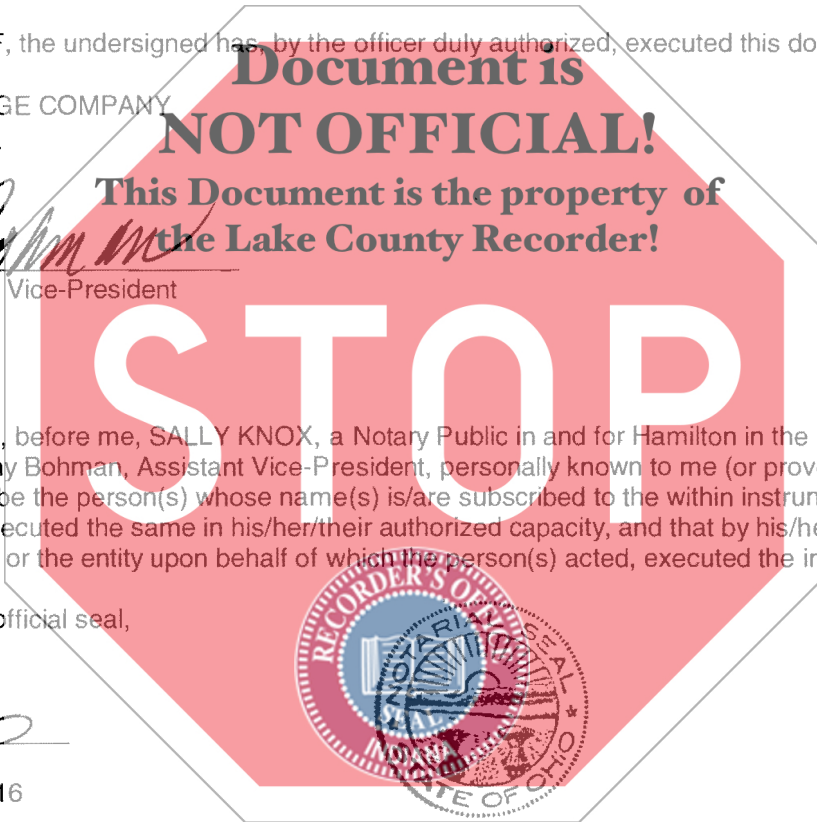 F, the undersigned has, by the officer duly authorized, executed this do
Document is
GE COMPANY
NOT OFFICIAL!
This Document is the property of
the Lake County Recorder!
Vice-President
STOP
, before me, SALLY KNOX, a Notary Public in and for Hamilton in the
y Bohman, Assistant Vice-President, personally known to me (or prov
be the person(s) whose name(s) is/are subscribed to the within instru
ecuted the same in his/her/their authorized capacity, and that by his/he
or the entity upon behalf of which the person(s) acted, executed the i
RECORDER'S OFFICE
SEAL
INDIANA
NOTARIAL SEAL
STATE OF OHIO
official seal,
16